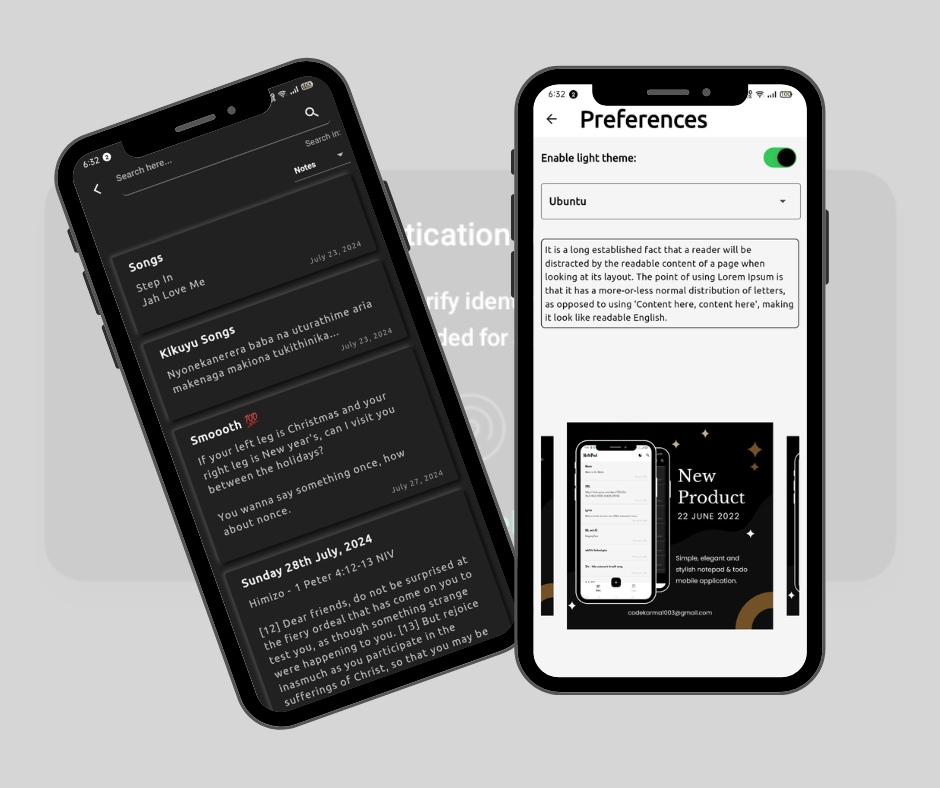 6:32 2
Search here...
Search in:
Notes
Songs
Step In
Jah Love Me
July 23, 2024
Kikuyu Songs
Nyonekanerera baba na uturathime aria
makenaga makiona tukithinika...
July 23, 2024
Smoooth 💯
If your left leg is Christmas and your
right leg is New year's, can I visit you
between the holidays?
You wanna say something once, how
about nonce.
July 27, 2024
Sunday 28th July, 2024
Himizo - 1 Peter 4:12-13 NIV
[12] Dear friends, do not be surprised at
the fiery ordeal that has come on you to
test you, as though something strange
were happening to you. [13] But rejoice
inasmuch as you participate in the
sufferings of Christ, so that you may be
tication
rify iden
ded for
6:32 2
Preferences
Enable light theme:
Ubuntu
It is a long established fact that a reader will be
distracted by the readable content of a page when
looking at its layout. The point of using Lorem Ipsum is
that it has a more-or-less normal distribution of letters,
as opposed to using 'Content here, content here', making
it look like readable English.
New
Product
22 JUNE 2022
Simple, elegant and
stylish notepad & todo
mobile application.
codekarma1003@gmail.com